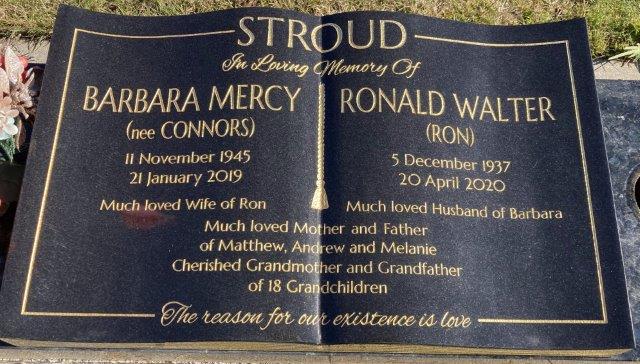 STROUD
In Loving Memory Of
BARBARA MERCY
(nee CONNORS)
11 November 1945
21 January 2019
Much loved Wife of Ron
RONALD WALTER
(RON)
5 December 1937
20 April 2020
Much loved Husband of Barbara
Much loved Mother and Father
of Matthew, Andrew and Melanie
Cherished Grandmother and Grandfather
of 18 Grandchildren
The reason for our existence is love